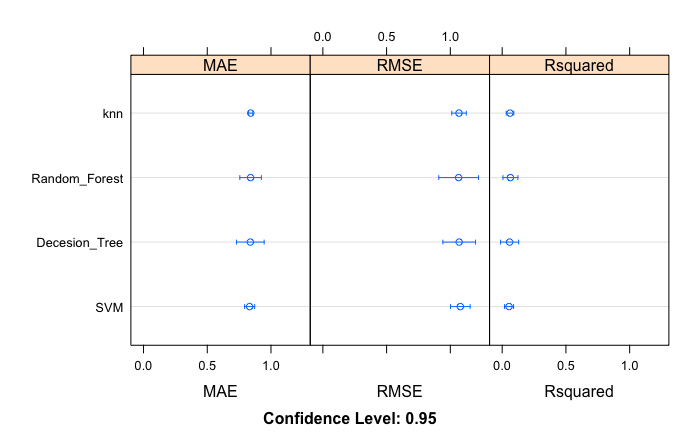 0.0 0.5 1.0
MAE RMSE Rsquared
knn
Random_Forest
Decesion_Tree
SVM
0.0 0.5 1.0 0.0 0.5 1.0
MAE RMSE Rsquared
Confidence Level: 0.95